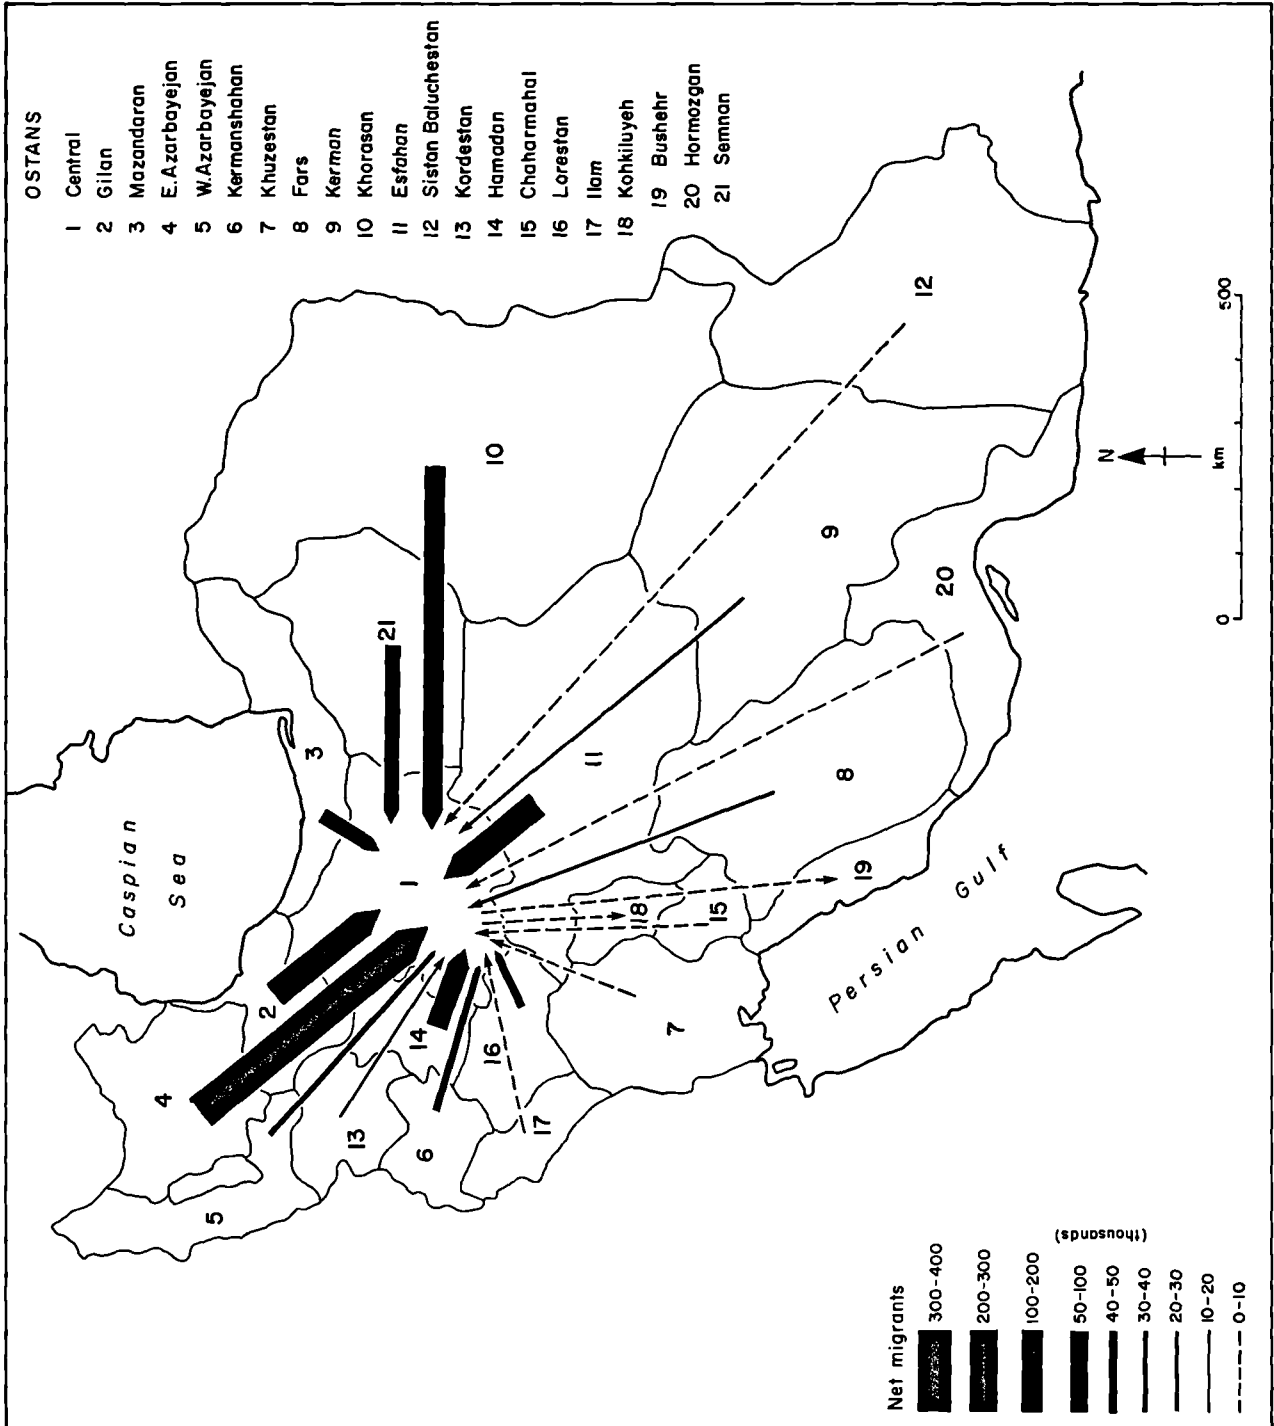 OSTANS
1 Central
2 Gilan
3 Mazandaran
4 E.Azarbayejan
5 W.Azarbayejan
6 Kermanshahan
7 Khuzestan
8 Fars
9 Kerman
10 Khorasan
11 Esfahan
12 Sistan Baluchestan
13 Kordestan
14 Hamadan
15 Chaharmahal
16 Lorestan
17 Ilam
18 Kohkiluyeh
19 Bushehr
20 Hormozgan
21 Semnan
Caspian
Sea
4
2
3
5
21
1
10
13
14
6
16
17
11
7
18
15
8
9
12
19
20
Persian Gulf
N
0 500
km
Net migrants
300-400
200-300
100-200
50-100
40-50
30-40
20-30
10-20
0-10
(thousands)